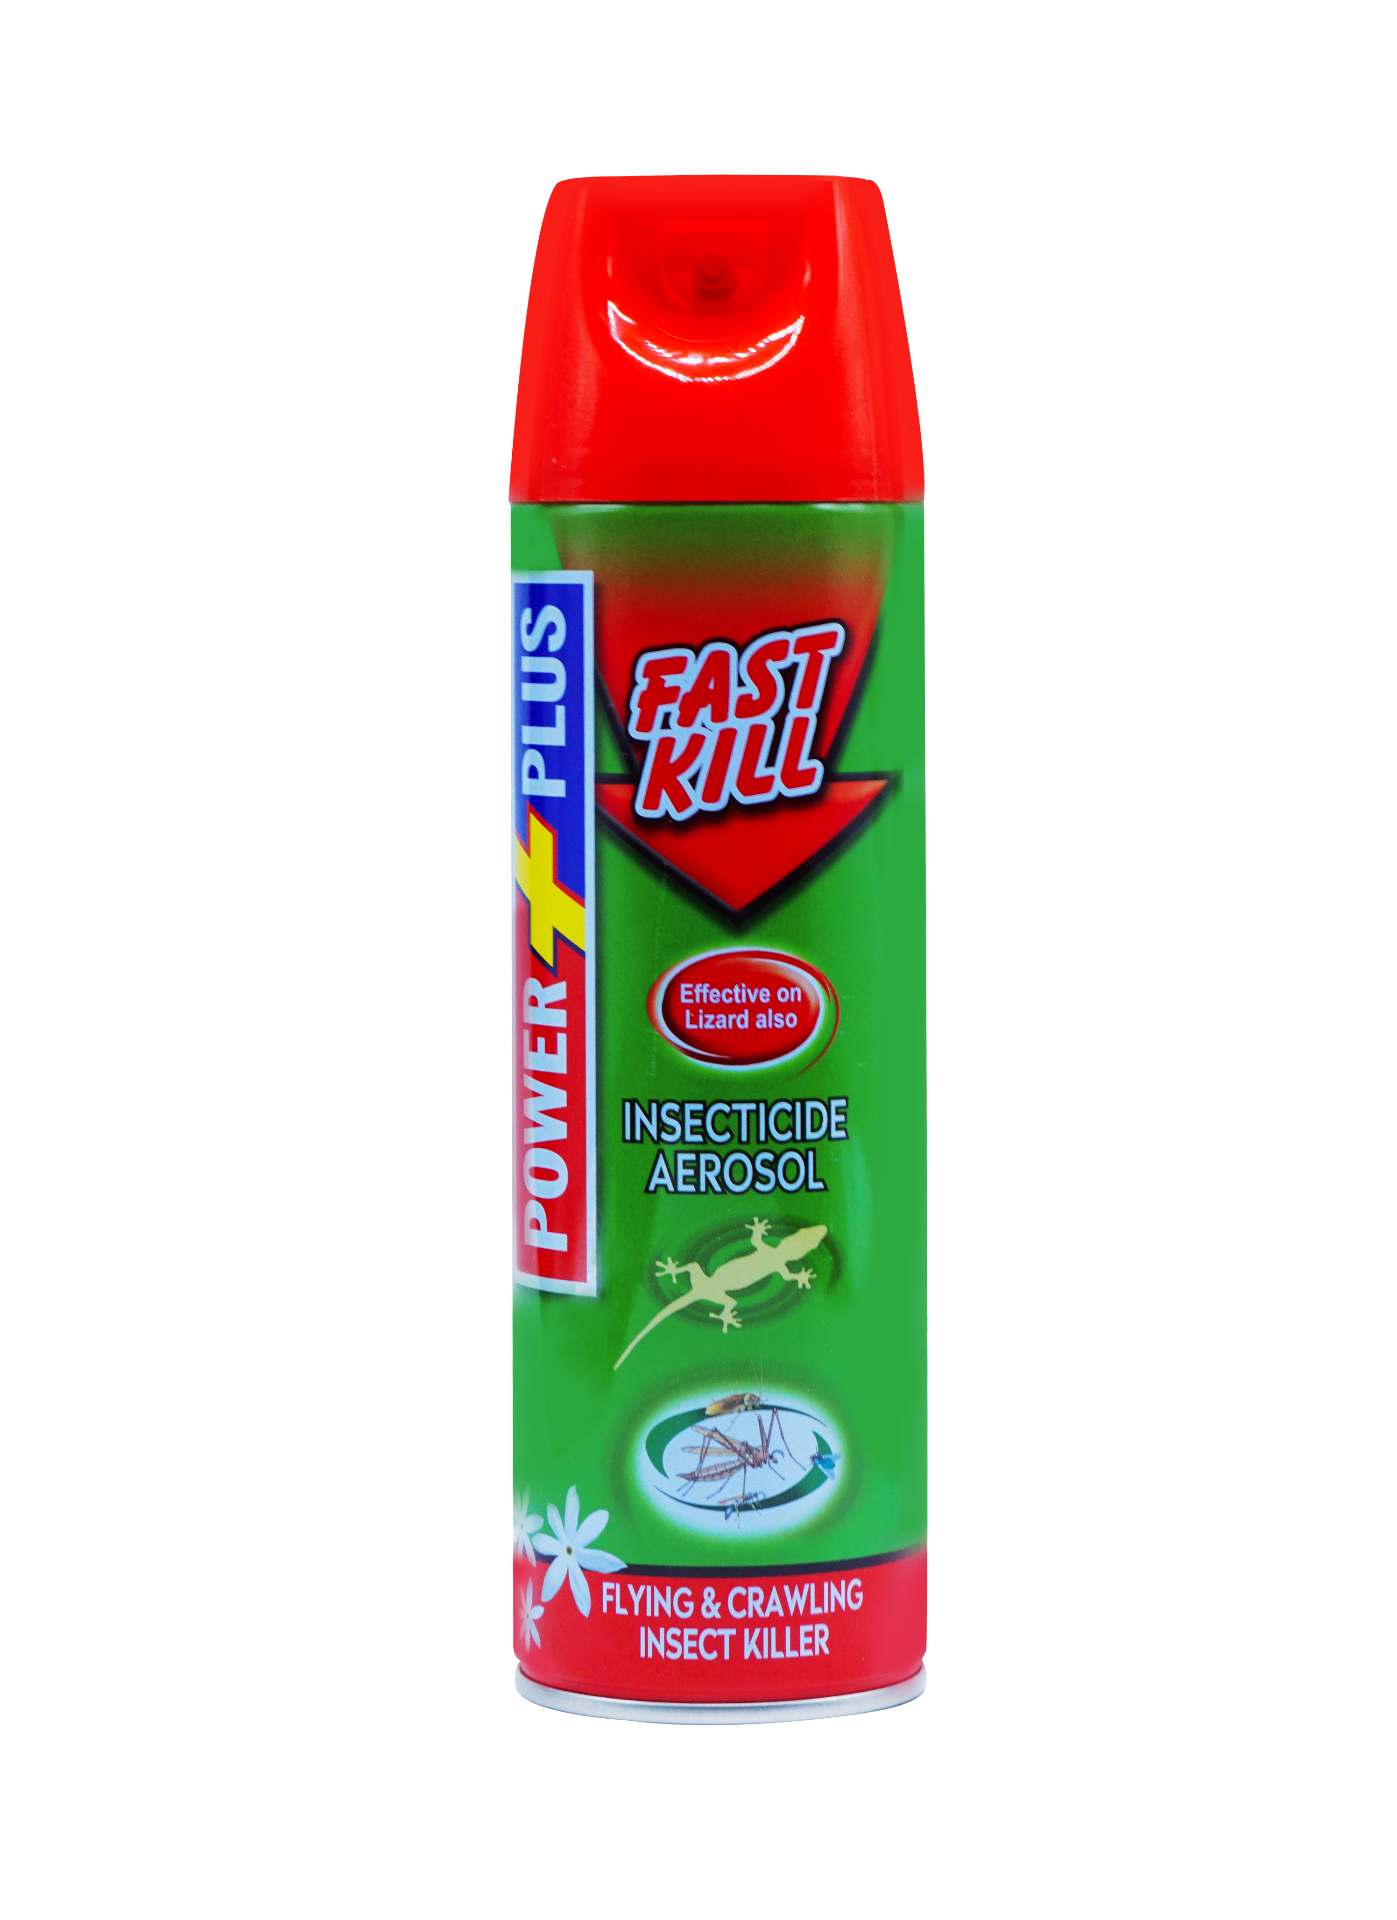 FAST
KILL
POWER PLUS
Effective on
Lizard also
INSECTICIDE
AEROSOL
FLYING & CRAWLING
INSECT KILLER